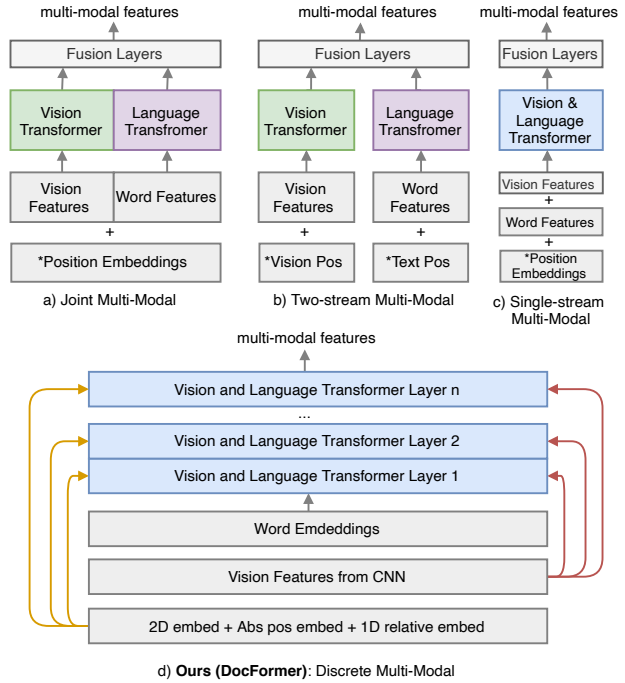 multi-modal features
Fusion Layers
Vision
Transformer
Language
Transfromer
Vision
Features
Word Features
+
*Position Embeddings
a) Joint Multi-Modal
multi-modal features
Fusion Layers
Vision
Transformer
Language
Transfromer
Vision
Features
Word
Features
+
+
*Vision Pos
*Text Pos
b) Two-stream Multi-Modal
multi-modal features
Fusion Layers
Vision &
Language
Transformer
Vision Features
+
Word Features
+
*Position
Embeddings
c) Single-stream
Multi-Modal
multi-modal features
Vision and Language Transformer Layer n
...
Vision and Language Transformer Layer 2
Vision and Language Transformer Layer 1
Word Emdeddings
Vision Features from CNN
2D embed + Abs pos embed + 1D relative embed
d) Ours (DocFormer): Discrete Multi-Modal